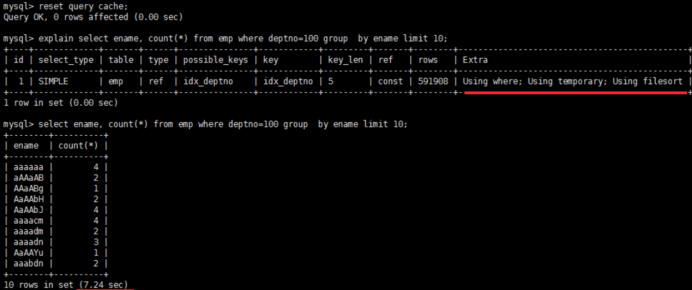 mysql> reset query cache;
Query OK, 0 rows affected (0.00 sec)
mysql> explain select ename, count(*) from emp where deptno=100 group  by ename limit 10;
+----+-------------+-------+------+---------------+------------+---------+-------+--------+----------------------------------------------+
| id | select_type | table | type | possible_keys | key        | key_len | ref   | rows   | Extra                                        |
+----+-------------+-------+------+---------------+------------+---------+-------+--------+----------------------------------------------+
|  1 | SIMPLE      | emp   | ref  | idx_deptno    | idx_deptno | 5       | const | 591908 | Using where; Using temporary; Using filesort |
+----+-------------+-------+------+---------------+------------+---------+-------+--------+----------------------------------------------+
1 row in set (0.00 sec)
mysql> select ename, count(*) from emp where deptno=100 group  by ename limit 10;
+--------+----------+
| ename  | count(*) |
+--------+----------+
| aaaaaa |        4 |
| aAAaAB |        2 |
| AAaABg |        1 |
| AaAAbH |        2 |
| AaAAbJ |        4 |
| aaaacm |        4 |
| aaaadm |        2 |
| aaaadn |        3 |
| AaAAYu |        1 |
| aaabdn |        2 |
+--------+----------+
10 rows in set (7.24 sec)